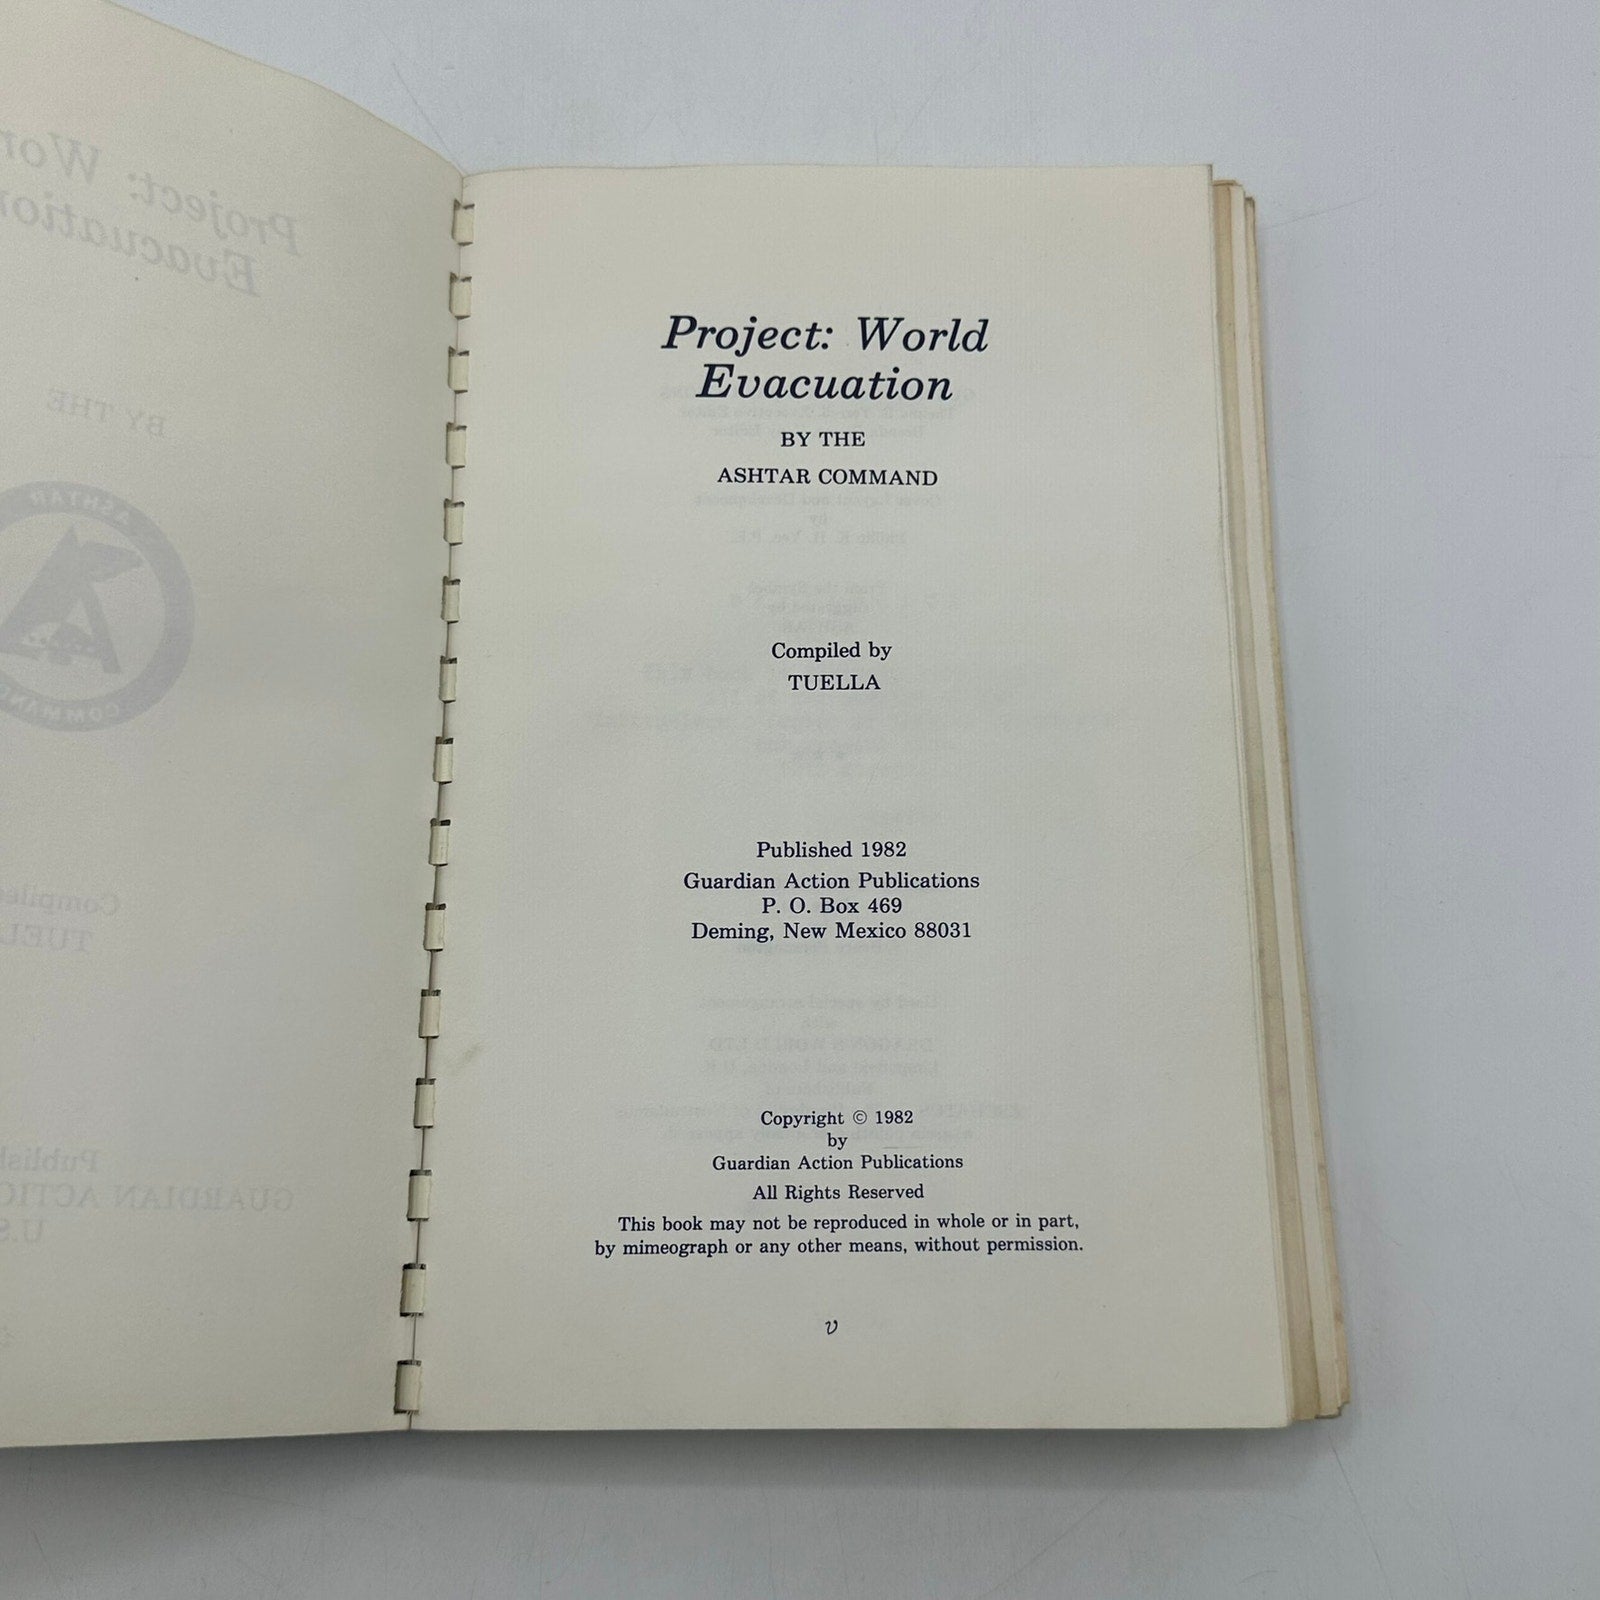 Project: World
Evacuation
BY THE
ASHTAR COMMAND
Compiled by
TUELLA
Published 1982
Guardian Action Publications
P. O. Box 469
Deming, New Mexico 88031
Copyright © 1982
by
Guardian Action Publications
All Rights Reserved
This book may not be reproduced in whole or in part,
by mimeograph or any other means, without permission.
v